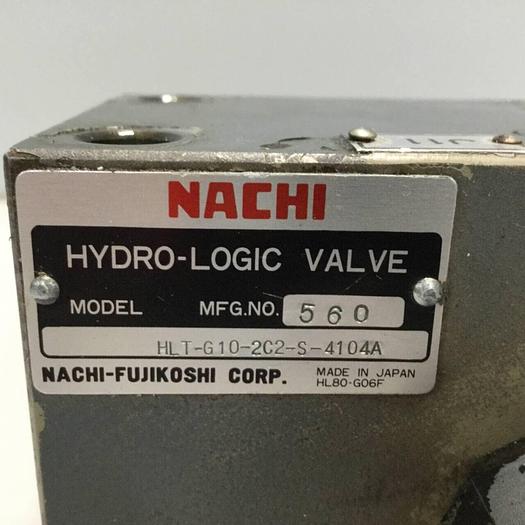 J11
NACHI
HYDRO-LOGIC VALVE
MODEL MFG.NO. 560
HLT-G10-2C2-S-4104A
NACHI-FUJIKOSHI CORP. MADE IN JAPAN
HL80-G06F